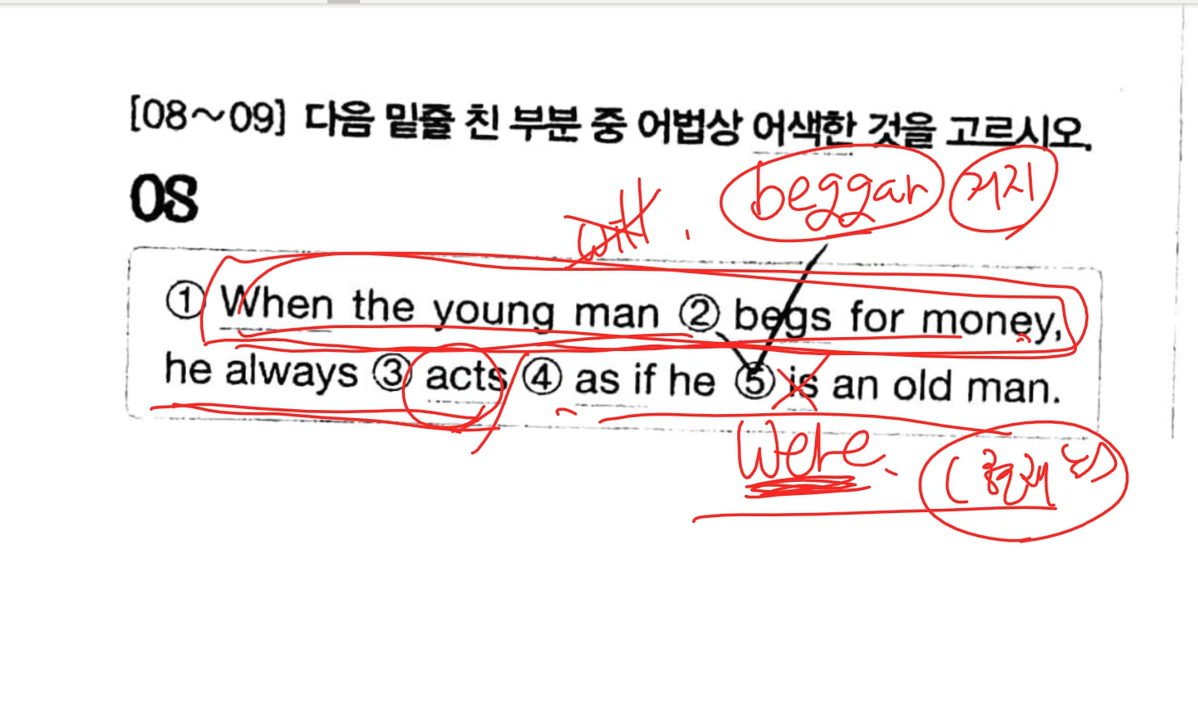 [08~09] 다음 밑줄 친 부분 중 어법상 어색한 것을 고르시오.
08
beggar 거지
① When the young man ② begs for money,
he always ③ acts ④ as if he ⑤ is an old man.
were.